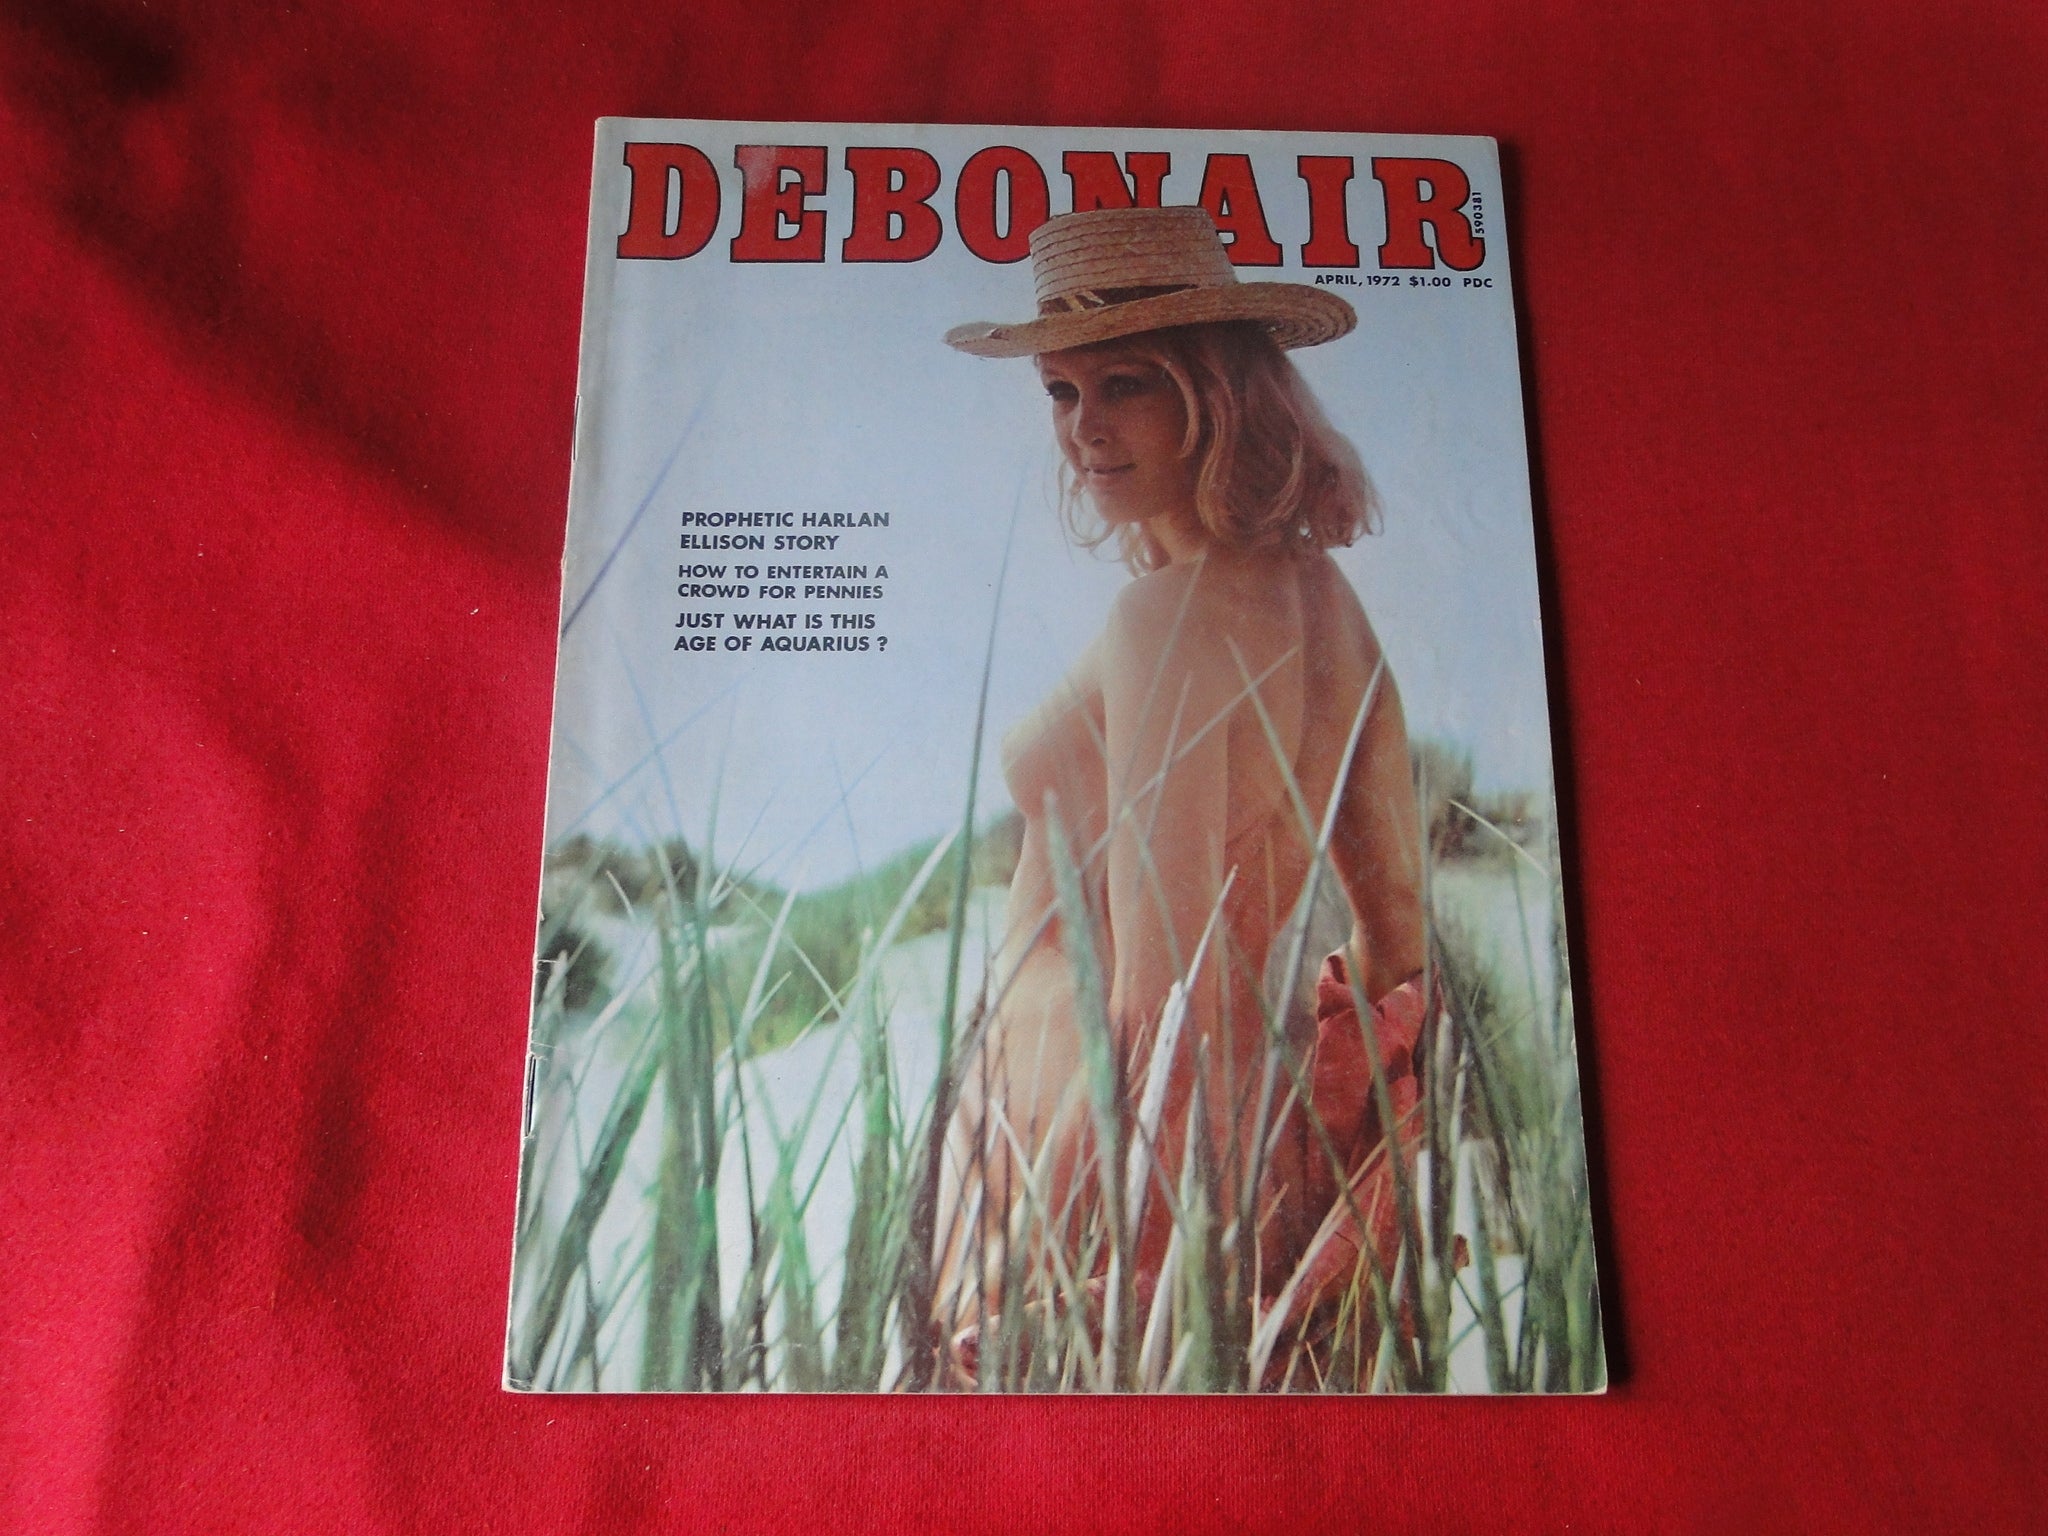 DEBONAIR
590381
APRIL, 1972 $1.00 PDC
PROPHETIC HARLAN
ELLISON STORY
HOW TO ENTERTAIN A
CROWD FOR PENNIES
JUST WHAT IS THIS
AGE OF AQUARIUS ?